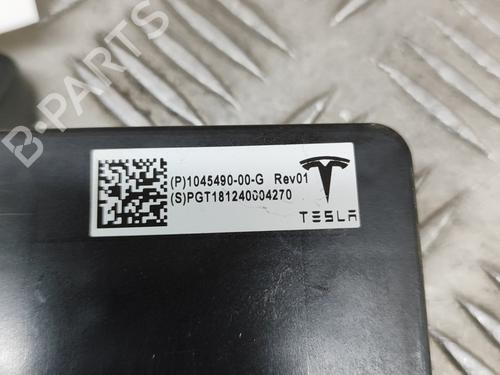 B-PARTS
(P)1045490-00-G Rev01
(S)PGT181240004270
TESLA